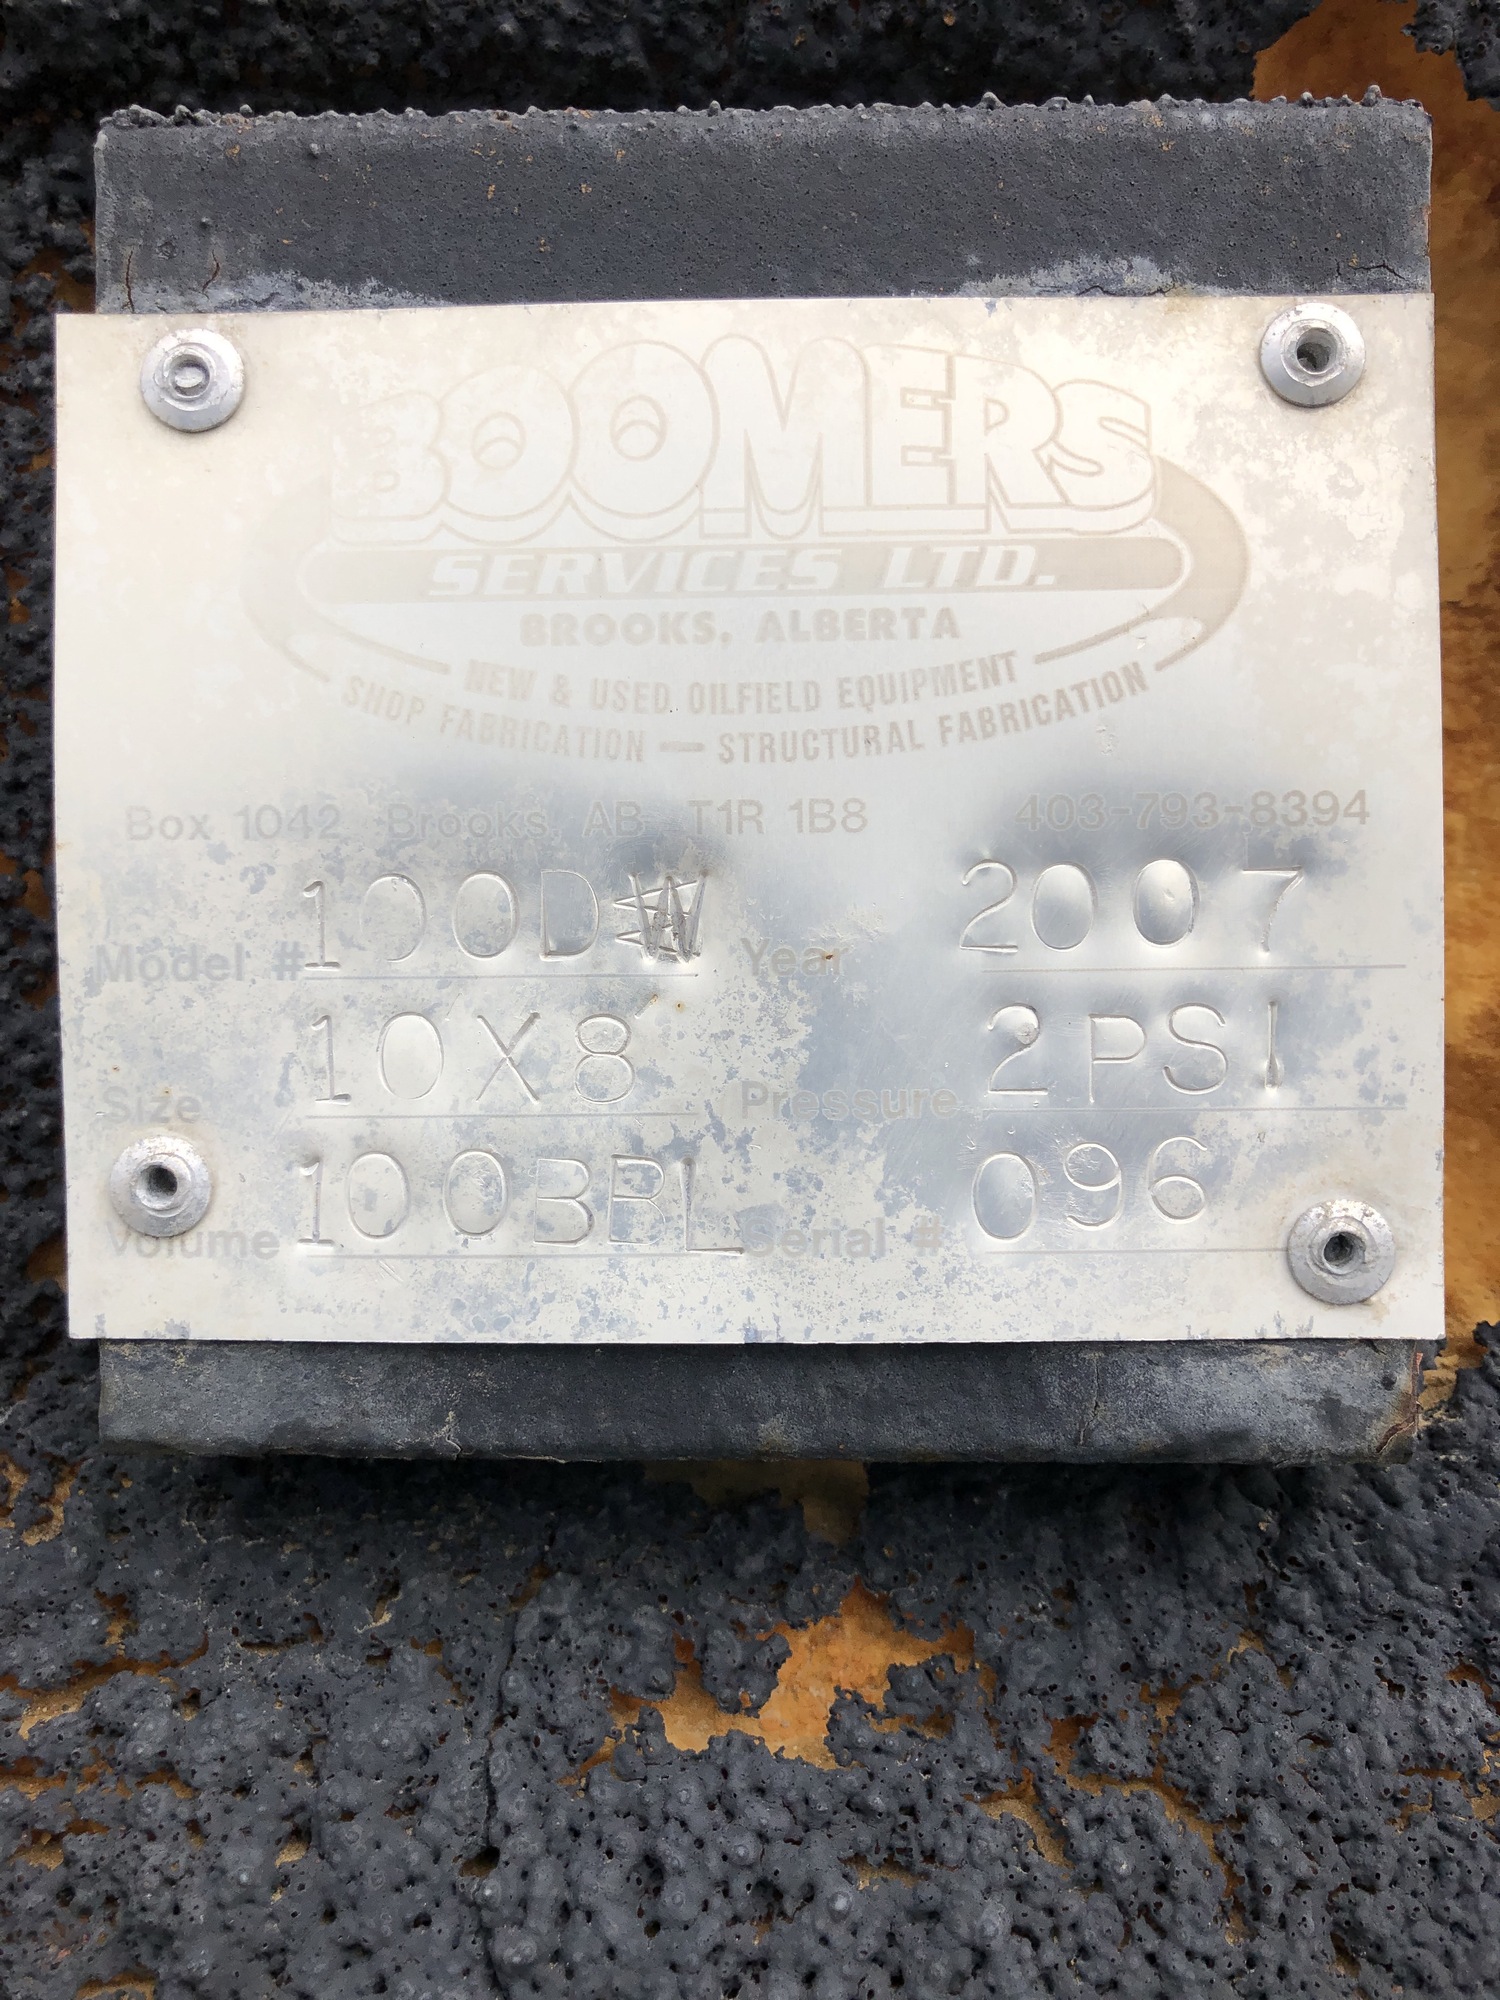 BOOMERS
SERVICES LTD.
BROOKS, ALBERTA
NEW & USED OILFIELD EQUIPMENT
SHOP FABRICATION — STRUCTURAL FABRICATION
Box 1042 Brooks, AB T1R 1B8 403-793-8394
Model # 100DW Year 2007
Size 10X8' Pressure 2PSI
Volume 100BBL Serial # 096